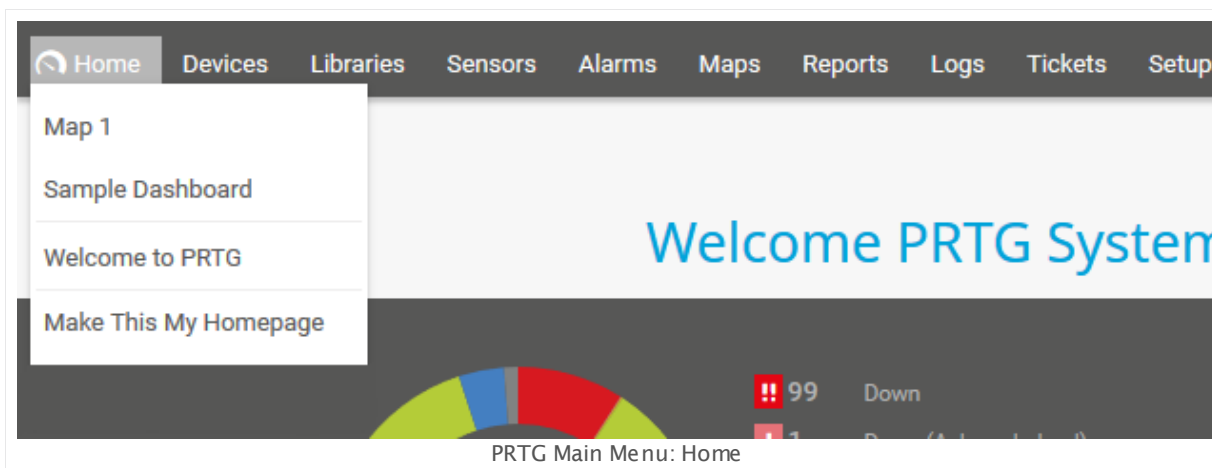 Home Devices Libraries Sensors Alarms Maps Reports Logs Tickets Setup
Map 1
Sample Dashboard
Welcome to PRTG
Make This My Homepage
Welcome PRTG System
!! 99 Down
PRTG Main Menu: Home